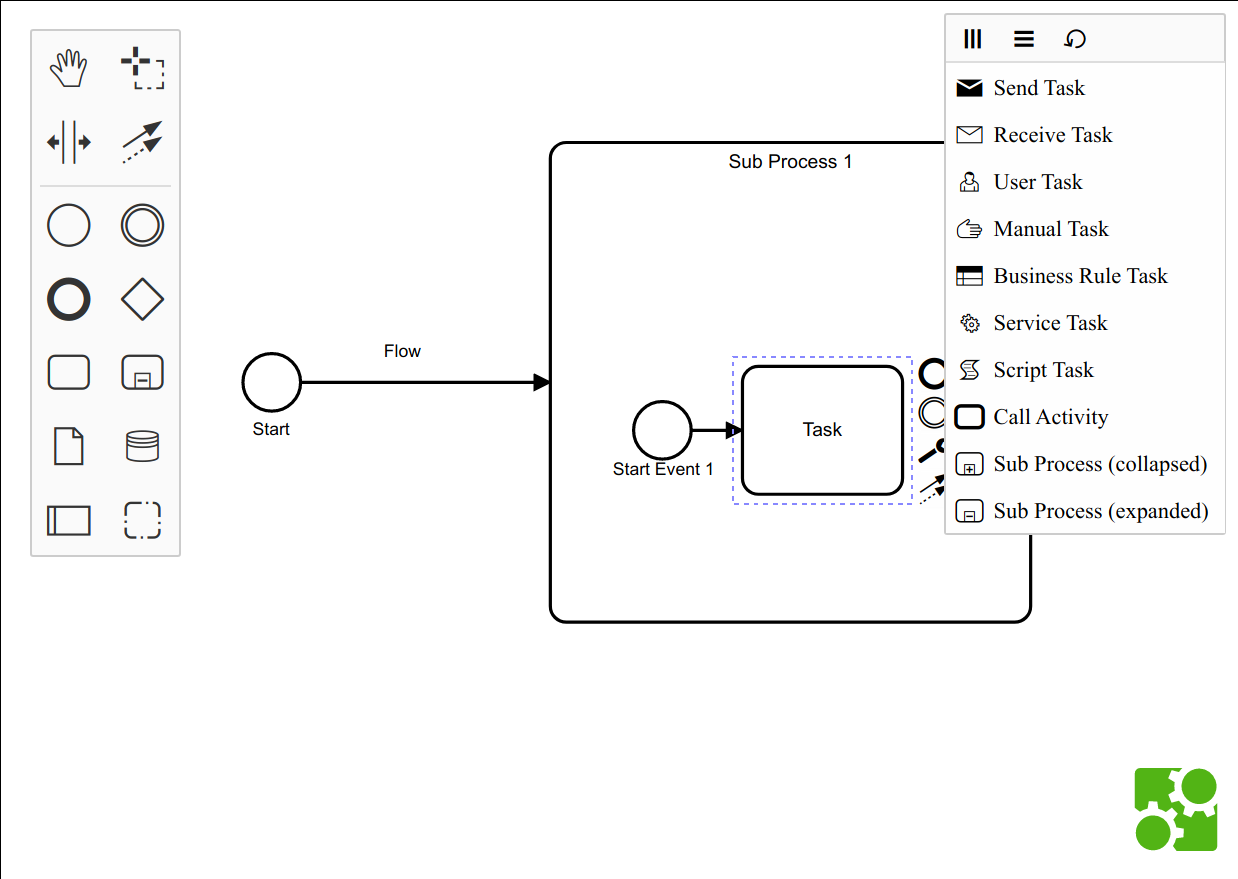 Send Task
Receive Task
Sub Process 1
User Task
Manual Task
Business Rule Task
Service Task
Flow
Script Task
Call Activity
Start
Task
Start Event 1
Sub Process (collapsed)
Sub Process (expanded)